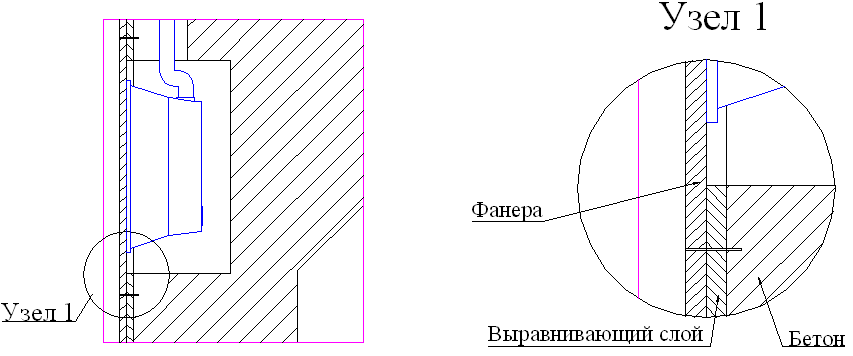 Узел 1
Узел 1
Фанера
Выравнивающий слой
Бетон